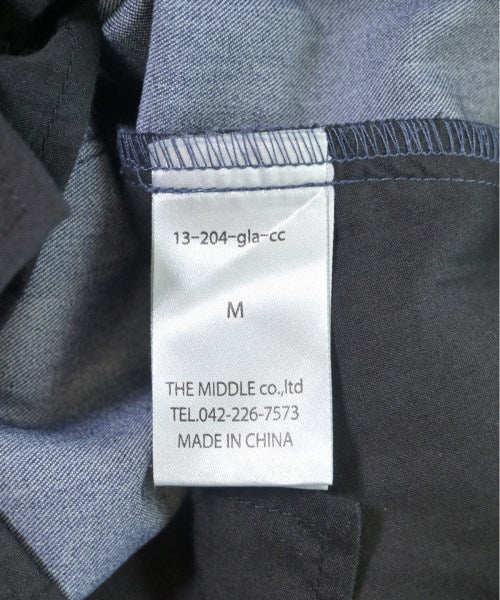 13-204-gla-cc
M
THE MIDDLE co.,ltd
TEL.042-226-7573
MADE IN CHINA